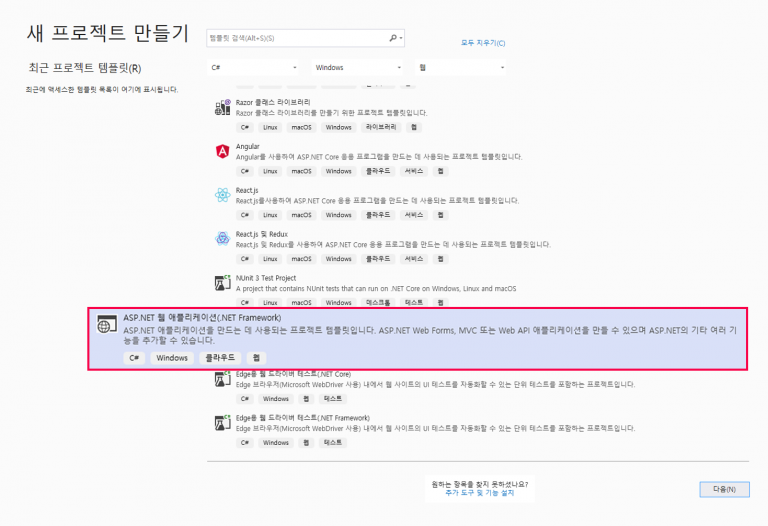 새 프로젝트 만들기
템플릿 검색(Alt+S)(S)
모두 지우기(C)
최근 프로젝트 템플릿(R)
C# Windows 웹
최근에 액세스한 템플릿 목록이 여기에 표시됩니다.
Razor 클래스 라이브러리
Razor 클래스 라이브러리를 만들기 위한 프로젝트 템플릿입니다.
C# Linux macOS Windows 라이브러리 웹
Angular
Angular를 사용하여 ASP.NET Core 응용 프로그램을 만드는 데 사용되는 프로젝트 템플릿입니다.
C# Linux macOS Windows 클라우드 서비스 웹
React.js
React.js를사용하여 ASP.NET Core 응용 프로그램을 만드는 데 사용되는 프로젝트 템플릿입니다.
C# Linux macOS Windows 클라우드 서비스 웹
React.js 및 Redux
React.js 및 Redux를 사용하여 ASP.NET Core 응용 프로그램을 만드는 데 사용되는 프로젝트 템플릿입니다.
C# Linux macOS Windows 클라우드 서비스 웹
NUnit 3 Test Project
A project that contains NUnit tests that can run on .NET Core on Windows, Linux and macOS
C# Linux macOS Windows 데스크톱 테스트 웹
ASP.NET 웹 애플리케이션(.NET Framework)
ASP.NET 애플리케이션을 만드는 데 사용되는 프로젝트 템플릿입니다. ASP.NET Web Forms, MVC 또는 Web API 애플리케이션을 만들 수 있으며 ASP.NET의 기타 여러 기
능을 추가할 수 있습니다.
C# Windows 클라우드 웹
Edge용 웹 드라이버 테스트(.NET Core)
Edge 브라우저(Microsoft WebDriver 사용) 내에서 웹 사이트의 UI 테스트를 자동화할 수 있는 단위 테스트를 포함하는 프로젝트입니다.
C# Windows 웹 테스트
Edge용 웹 드라이버 테스트(.NET Framework)
Edge 브라우저(Microsoft WebDriver 사용) 내에서 웹 사이트의 UI 테스트를 자동화할 수 있는 단위 테스트를 포함하는 프로젝트입니다.
C# Windows 웹 테스트
원하는 항목을 찾지 못하셨나요?
추가 도구 및 기능 설치
다음(N)